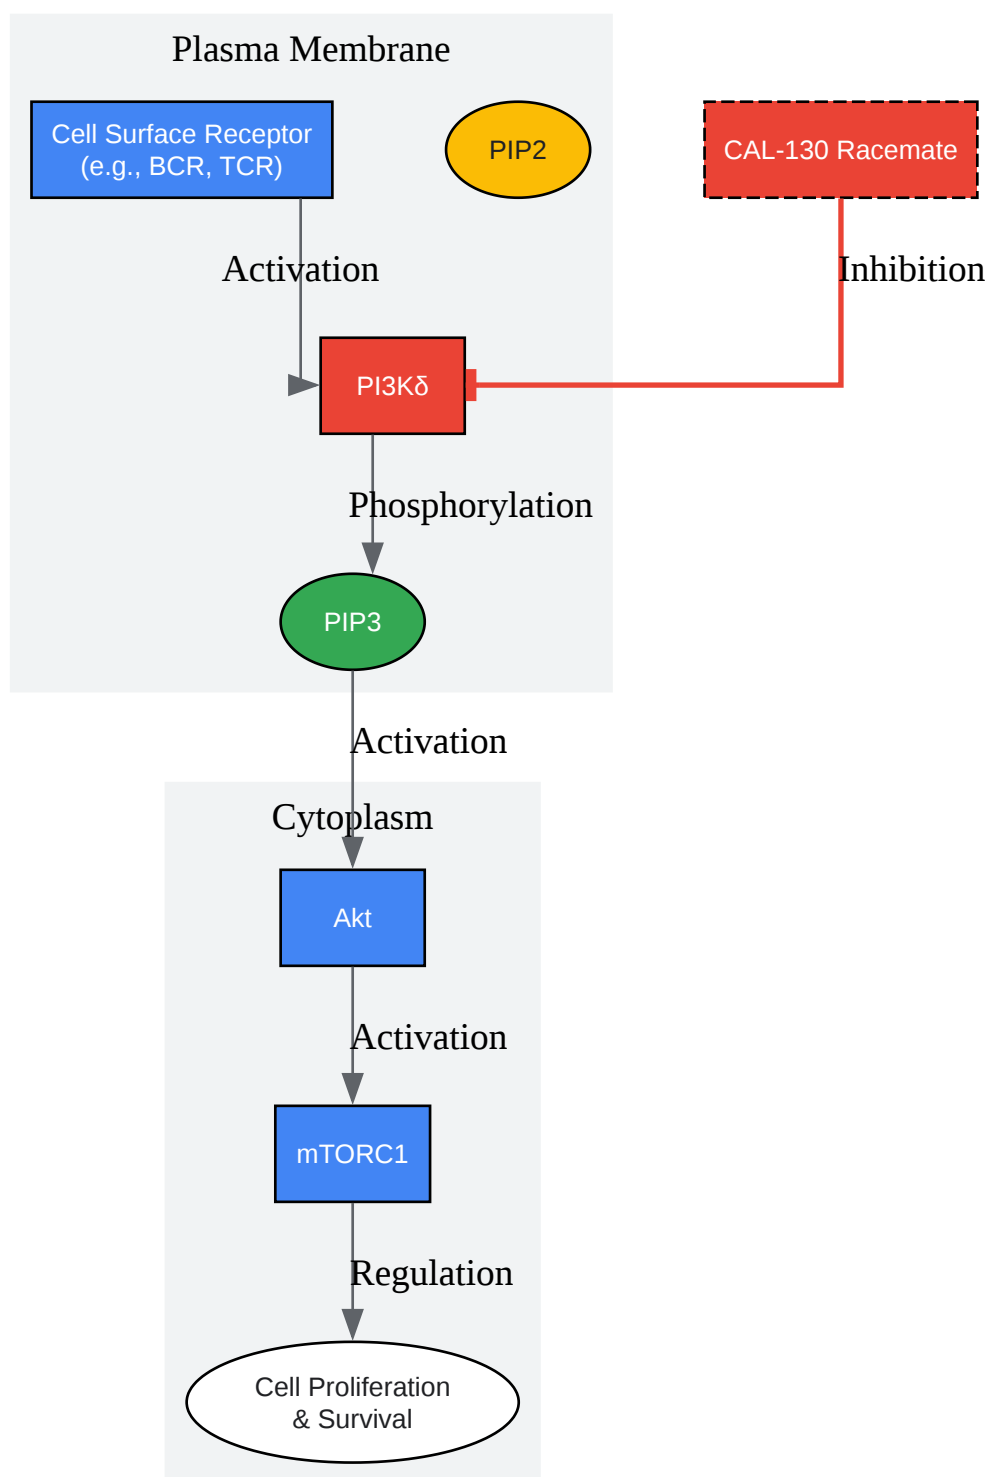 Plasma Membrane
Cell Surface Receptor
(e.g., BCR, TCR)
PIP2
CAL-130 Racemate
Activation
Inhibition
PI3Kδ
Phosphorylation
PIP3
Activation
Cytoplasm
Akt
Activation
mTORC1
Regulation
Cell Proliferation
& Survival